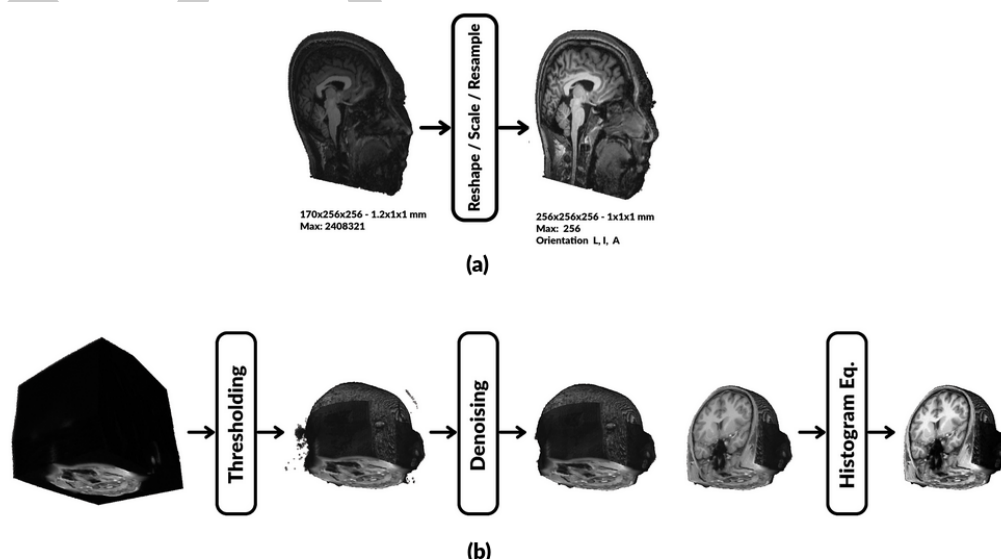 Reshape / Scale / Resample
170x256x256 - 1.2x1x1 mm
Max: 2408321
256x256x256 - 1x1x1 mm
Max: 256
Orientation L, I, A
(a)
Thresholding
Denoising
Histogram Eq.
(b)